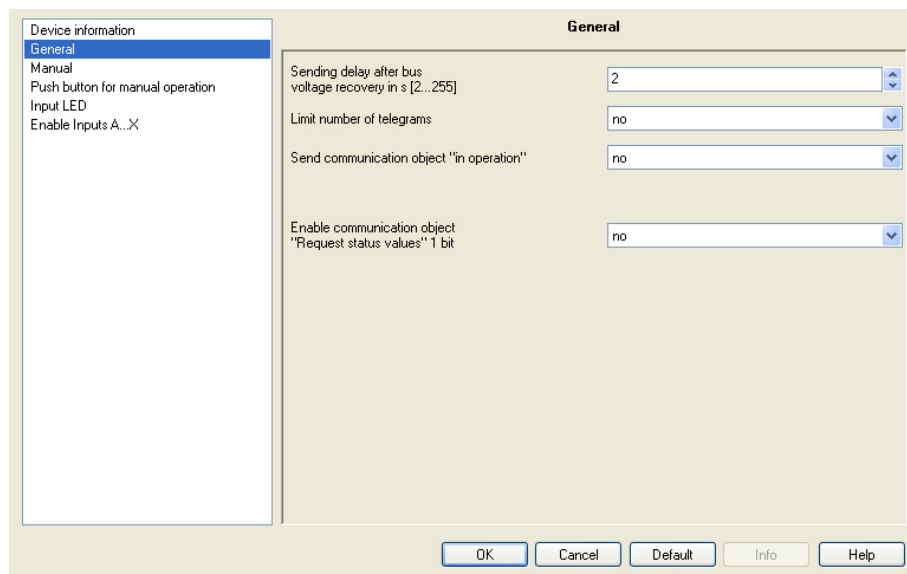 Device information
General
Manual
Push button for manual operation
Input LED
Enable Inputs A...X
General
Sending delay after bus
voltage recovery in s [2...255]
2
Limit number of telegrams
no
Send communication object "in operation"
no
Enable communication object
"Request status values" 1 bit
no
OK
Cancel
Default
Info
Help